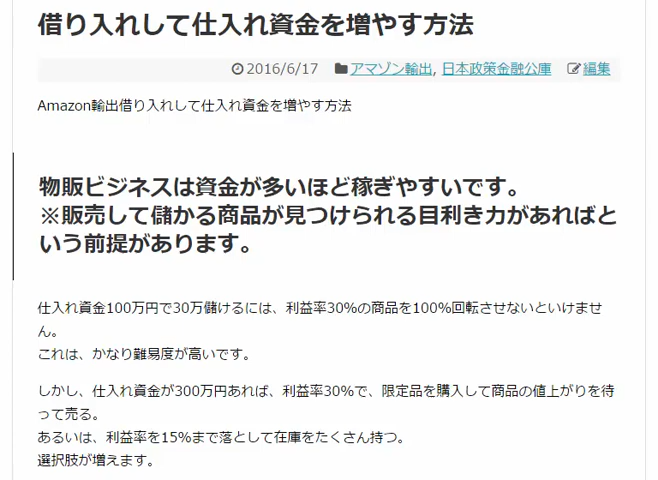 借り入れして仕入れ資金を増やす方法
2016/6/17 アマゾン輸出, 日本政策金融公庫 編集
Amazon輸出借り入れして仕入れ資金を増やす方法
物販ビジネスは資金が多いほど稼ぎやすいです。
※販売して儲かる商品が見つけられる目利き力があればと
いう前提があります。
仕入れ資金100万円で30万儲けるには、利益率30%の商品を100%回転させないといけませ
ん。
これは、かなり難易度が高いです。
しかし、仕入れ資金が300万円あれば、利益率30%で、限定品を購入して商品の値上がりを待
って売る。
あるいは、利益率を15%まで落として在庫をたくさん持つ。
選択肢が増えます。